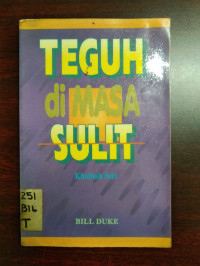 TEGUH
di MASA
SULIT
BILL DUKE
251
BIL
T